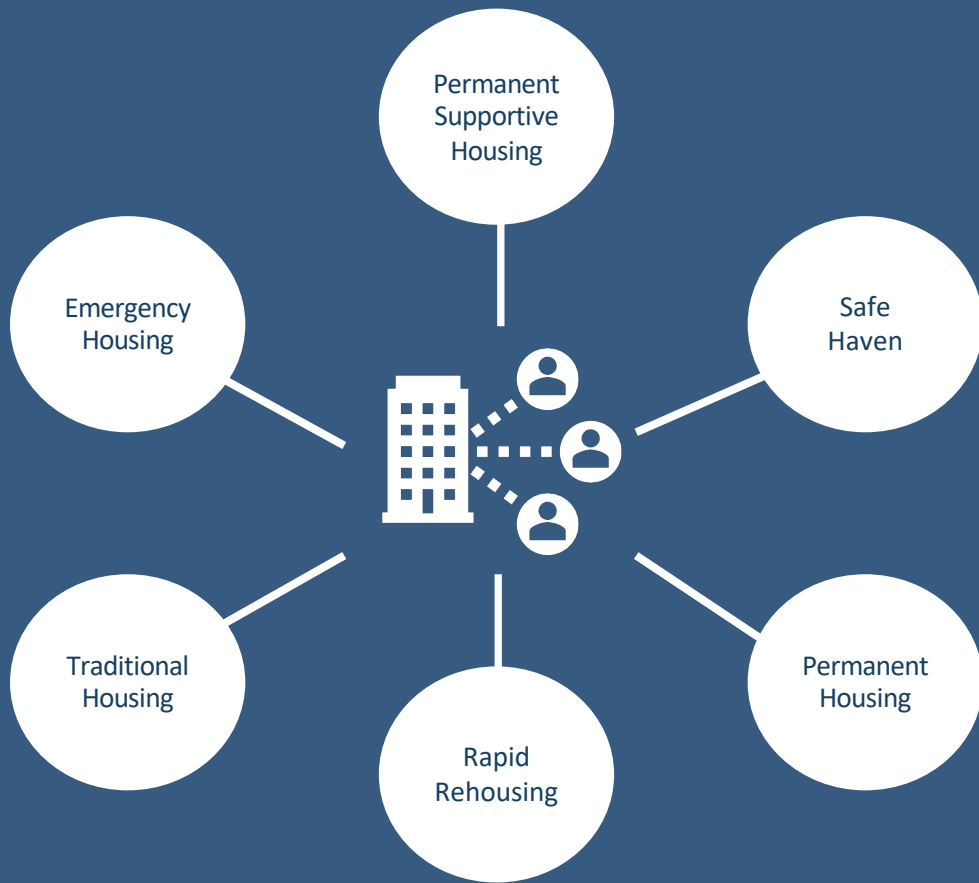 Permanent
Supportive
Housing
Emergency
Housing
Safe
Haven
Traditional
Housing
Permanent
Housing
Rapid
Rehousing